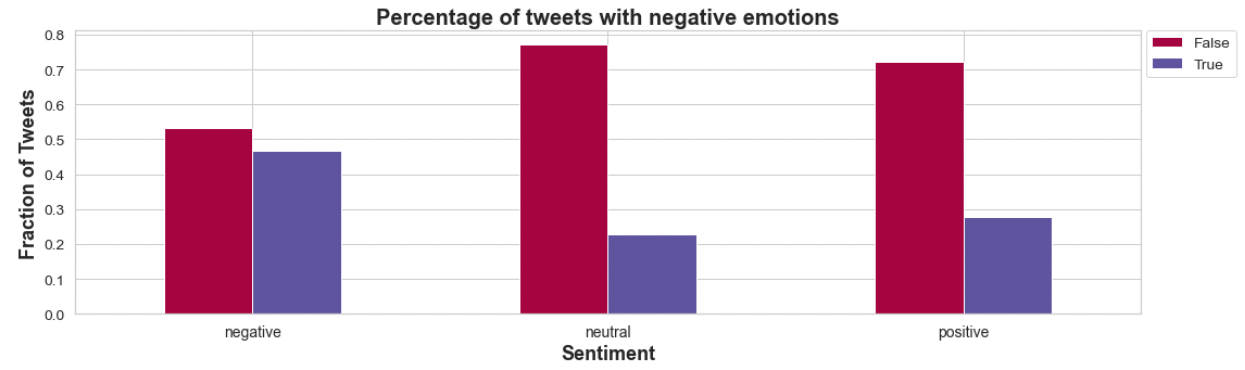 Percentage of tweets with negative emotions
False
True
Fraction of Tweets
0.8
0.7
0.6
0.5
0.4
0.3
0.2
0.1
0.0
negative neutral positive
Sentiment